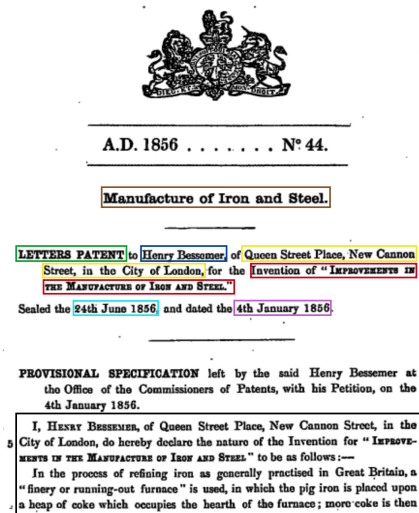 DIEU ET MON DROIT
A.D. 1856 . . . . . . . Nº 44.
Manufacture of Iron and Steel.
LETTERS PATENT to Henry Bessemer, of Queen Street Place, New Cannon
Street, in the City of London, for the Invention of "IMPROVEMENTS IN
THE MANUFACTURE OF IRON AND STEEL."
Sealed the 24th June 1856, and dated the 4th January 1856.
PROVISIONAL SPECIFICATION left by the said Henry Bessemer at
the Office of the Commissioners of Patents, with his Petition, on the
4th January 1856.
I, HENRY BESSEMER, of Queen Street Place, New Cannon Street, in the
5 City of London, do hereby declare the nature of the Invention for "IMPROVE-
MENTS IN THE MANUFACTURE OF IRON AND STEEL" to be as follows:—
In the process of refining iron as generally practised in Great Britain, a
"finery or running-out furnace" is used, in which the pig iron is placed upon
a heap of coke which occupies the hearth of the furnace; more coke is then